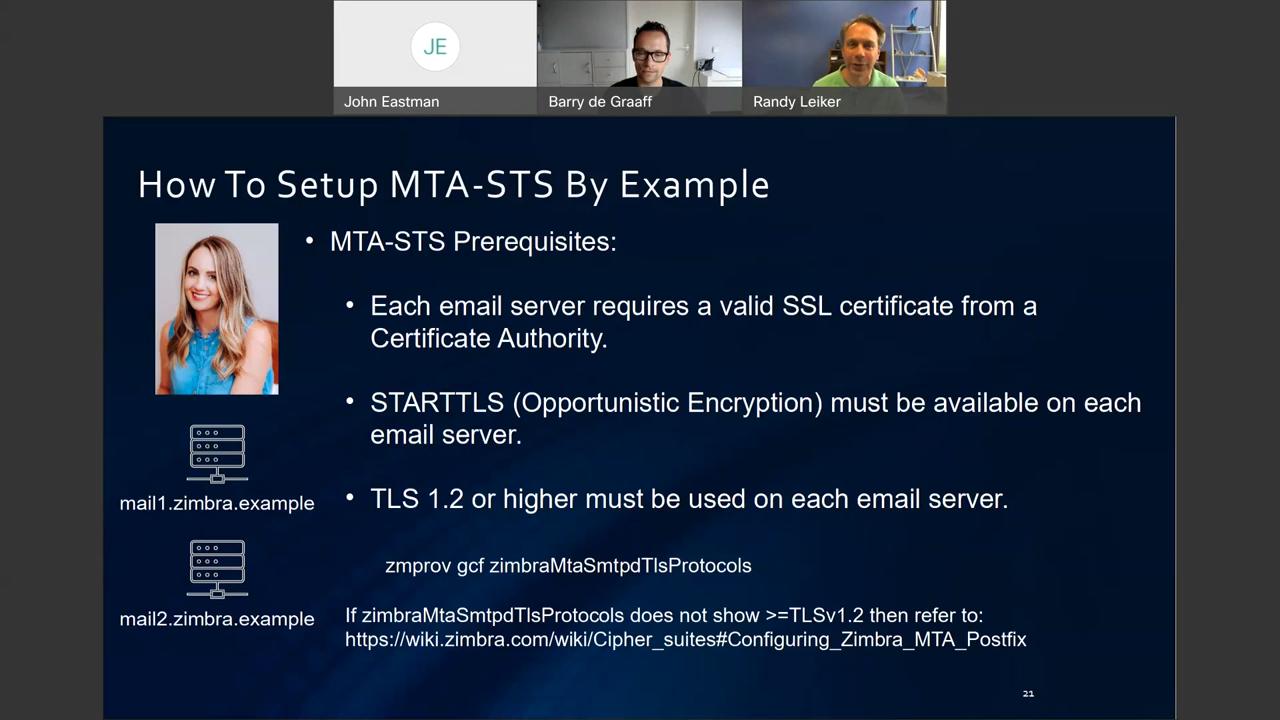 JE
John Eastman
Barry de Graaff
Randy Leiker
How To Setup MTA-STS By Example
• MTA-STS Prerequisites:
• Each email server requires a valid SSL certificate from a
Certificate Authority.
• STARTTLS (Opportunistic Encryption) must be available on each
email server.
mail1.zimbra.example
• TLS 1.2 or higher must be used on each email server.
zmprov gcf zimbraMtaSmtpdTlsProtocols
mail2.zimbra.example
If zimbraMtaSmtpdTlsProtocols does not show >=TLSv1.2 then refer to:
https://wiki.zimbra.com/wiki/Cipher_suites#Configuring_Zimbra_MTA_Postfix
21